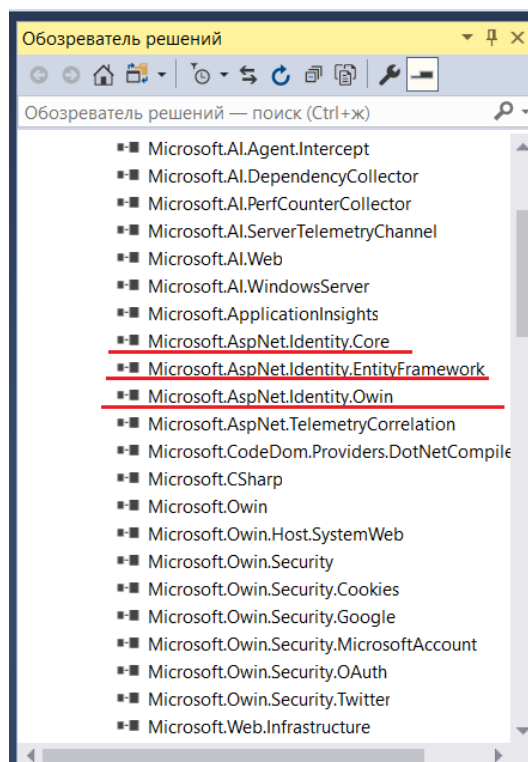 Обозреватель решений
Обозреватель решений — поиск (Ctrl+ж)
Microsoft.AI.Agent.Intercept
Microsoft.AI.DependencyCollector
Microsoft.AI.PerfCounterCollector
Microsoft.AI.ServerTelemetryChannel
Microsoft.AI.Web
Microsoft.AI.WindowsServer
Microsoft.ApplicationInsights
Microsoft.AspNet.Identity.Core
Microsoft.AspNet.Identity.EntityFramework
Microsoft.AspNet.Identity.Owin
Microsoft.AspNet.TelemetryCorrelation
Microsoft.CodeDom.Providers.DotNetCompile
Microsoft.CSharp
Microsoft.Owin
Microsoft.Owin.Host.SystemWeb
Microsoft.Owin.Security
Microsoft.Owin.Security.Cookies
Microsoft.Owin.Security.Google
Microsoft.Owin.Security.MicrosoftAccount
Microsoft.Owin.Security.OAuth
Microsoft.Owin.Security.Twitter
Microsoft.Web.Infrastructure